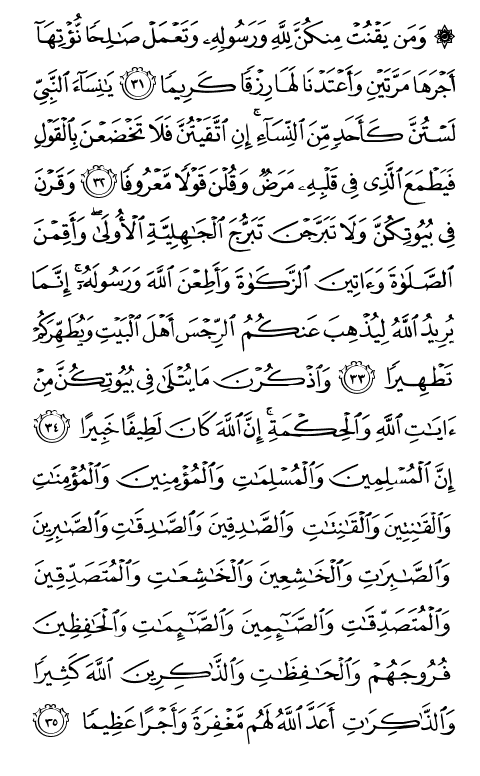 ۞ وَمَن يَقْنُتْ مِنكُنَّ لِلَّهِ وَرَسُولِهِۦ وَتَعْمَلْ صَٰلِحًا نُّؤْتِهَآ
أَجْرَهَا مَرَّتَيْنِ وَأَعْتَدْنَا لَهَا رِزْقًا كَرِيمًا ٣١ يَٰنِسَآءَ ٱلنَّبِيِّ
لَسْتُنَّ كَأَحَدٍ مِّنَ ٱلنِّسَآءِ ۚ إِنِ ٱتَّقَيْتُنَّ فَلَا تَخْضَعْنَ بِٱلْقَوْلِ
فَيَطْمَعَ ٱلَّذِى فِى قَلْبِهِۦ مَرَضٌ وَقُلْنَ قَوْلًا مَّعْرُوفًا ٣٢ وَقَرْنَ
فِى بُيُوتِكُنَّ وَلَا تَبَرَّجْنَ تَبَرُّجَ ٱلْجَٰهِلِيَّةِ ٱلْأُولَىٰ ۖ وَأَقِمْنَ
ٱلصَّلَوٰةَ وَءَاتِينَ ٱلزَّكَوٰةَ وَأَطِعْنَ ٱللَّهَ وَرَسُولَهُۥٓ ۚ إِنَّمَا
يُرِيدُ ٱللَّهُ لِيُذْهِبَ عَنكُمُ ٱلرِّجْسَ أَهْلَ ٱلْبَيْتِ وَيُطَهِّرَكُمْ
تَطْهِيرًا ٣٣ وَٱذْكُرْنَ مَا يُتْلَىٰ فِى بُيُوتِكُنَّ مِنْ
ءَايَٰتِ ٱللَّهِ وَٱلْحِكْمَةِ ۚ إِنَّ ٱللَّهَ كَانَ لَطِيفًا خَبِيرًا ٣٤
إِنَّ ٱلْمُسْلِمِينَ وَٱلْمُسْلِمَٰتِ وَٱلْمُؤْمِنِينَ وَٱلْمُؤْمِنَٰتِ
وَٱلْقَٰنِتِينَ وَٱلْقَٰنِتَٰتِ وَٱلصَّٰدِقِينَ وَٱلصَّٰدِقَٰتِ وَٱلصَّٰبِرِينَ
وَٱلصَّٰبِرَٰتِ وَٱلْخَٰشِعِينَ وَٱلْخَٰشِعَٰتِ وَٱلْمُتَصَدِّقِينَ
وَٱلْمُتَصَدِّقَٰتِ وَٱلصَّٰٓئِمِينَ وَٱلصَّٰٓئِمَٰتِ وَٱلْحَٰفِظِينَ
فُرُوجَهُمْ وَٱلْحَٰفِظَٰتِ وَٱلذَّٰكِرِينَ ٱللَّهَ كَثِيرًا
وَٱلذَّٰكِرَٰتِ أَعَدَّ ٱللَّهُ لَهُم مَّغْفِرَةً وَأَجْرًا عَظِيمًا ٣٥